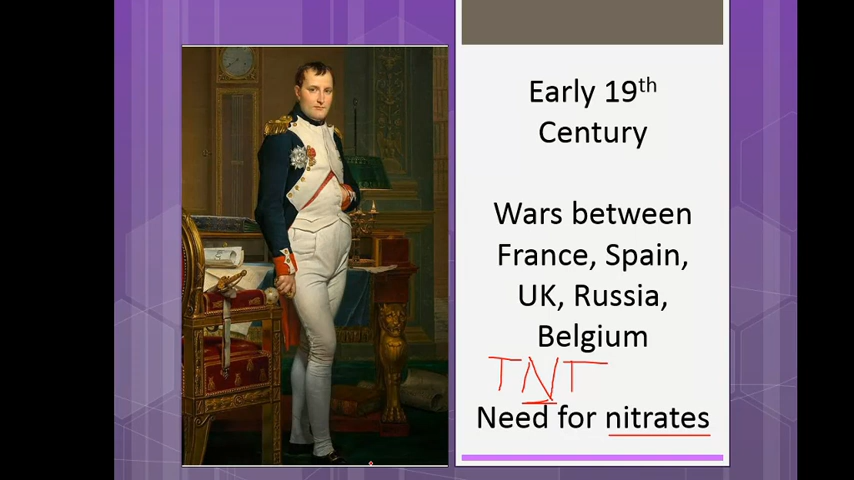 Early 19th
Century
Wars between
France, Spain,
UK, Russia,
Belgium
TNT
Need for nitrates